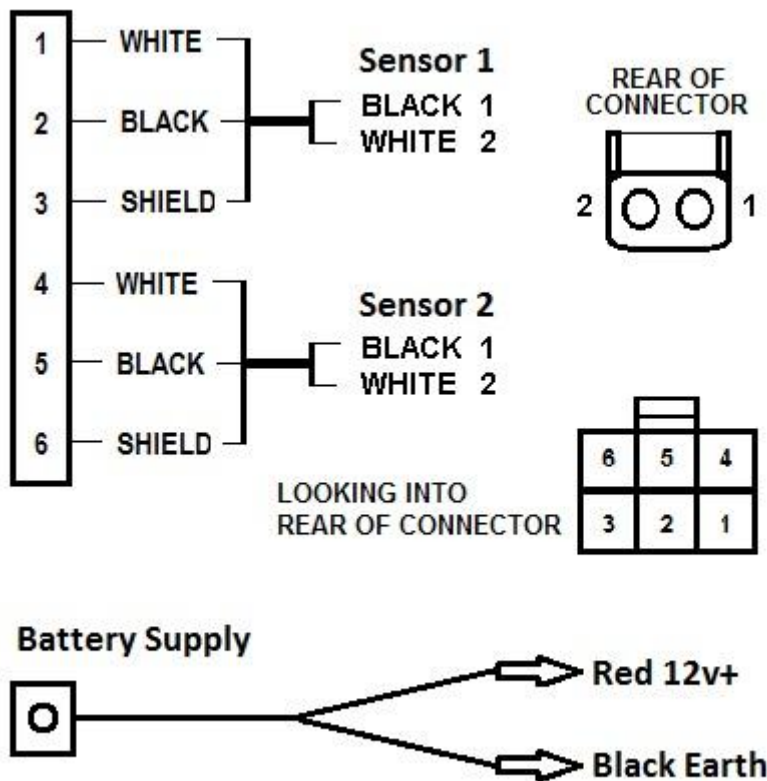 1 WHITE
2 BLACK
3 SHIELD
4 WHITE
5 BLACK
6 SHIELD
Sensor 1
BLACK 1
WHITE 2
Sensor 2
BLACK 1
WHITE 2
REAR OF
CONNECTOR
2 1
LOOKING INTO
REAR OF CONNECTOR
6 5 4
3 2 1
Battery Supply
Red 12v+
Black Earth